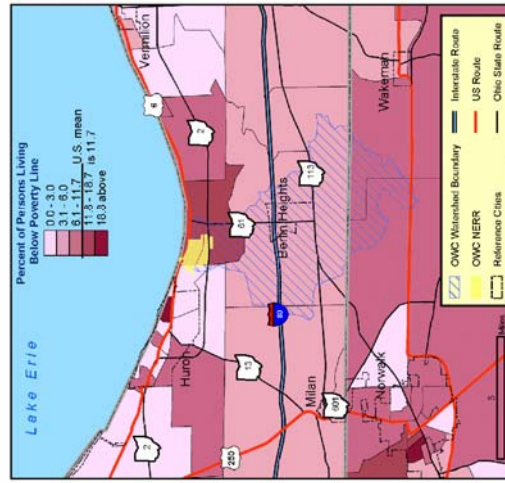 Lake Erie
Percent of Persons Living
Below Poverty Line
0.0 - 3.0
3.1 - 6.0
6.1 - 11.7
U.S. mean
is 11.7
11.8 - 18.7
18.8 above
Vermilion
6
2
61
2
Huron
13
Berlin Heights
113
80
Milan
601
250
Norwalk
Wakeman
OWC Watershed Boundary
OWC NERR
Reference Cities
Interstate Route
US Route
Ohio State Route
5
Miles